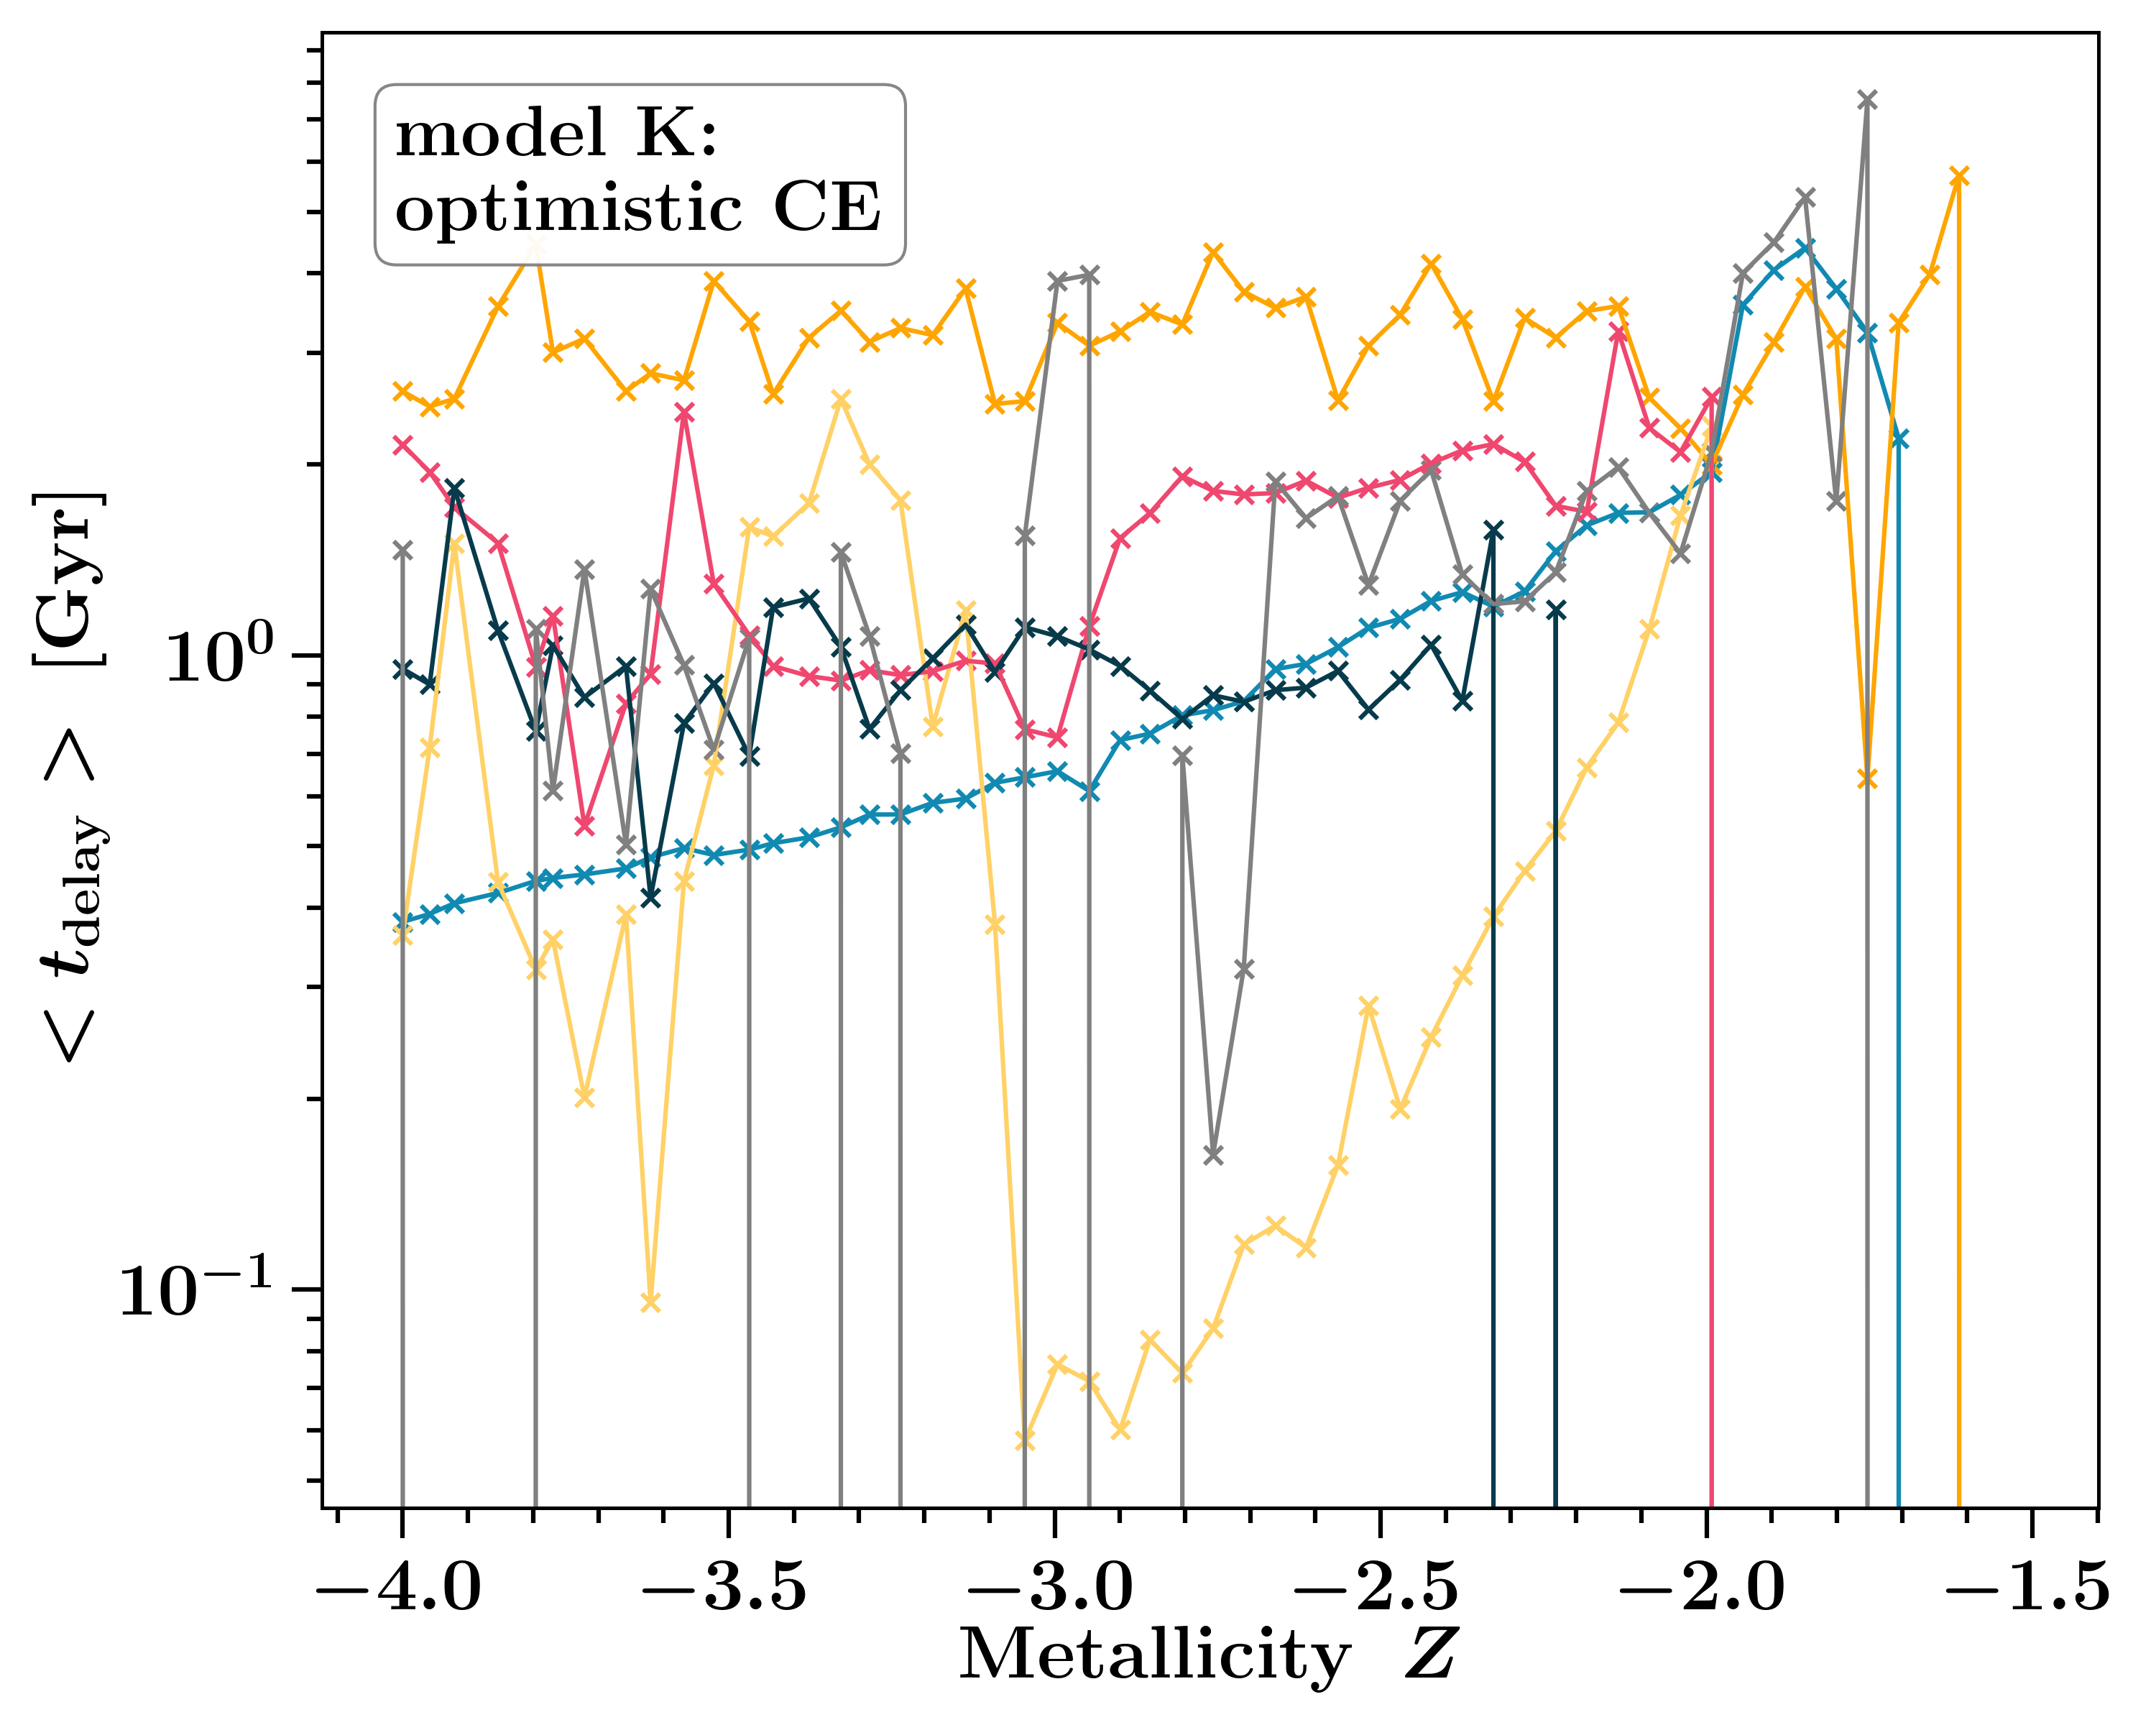 model K:
optimistic CE
< t_delay > [Gyr]
10^0
10^−1
−4.0 −3.5 −3.0 −2.5 −2.0 −1.5
Metallicity Z